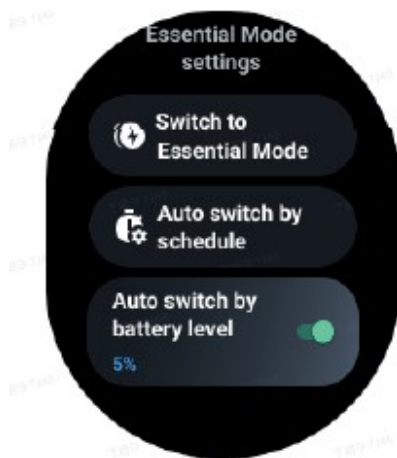 Essential Mode
settings
Switch to
Essential Mode
Auto switch by
schedule
Auto switch by
battery level
5%